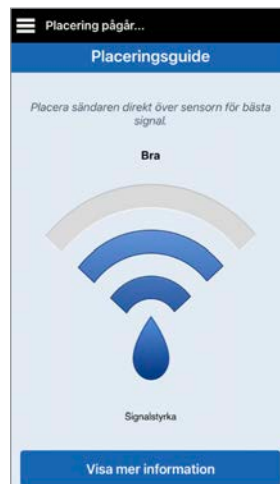 Placering pågår...
Placeringsguide
Placera sändaren direkt över sensorn för bästa
signal.
Bra
Signalstyrka
Visa mer information